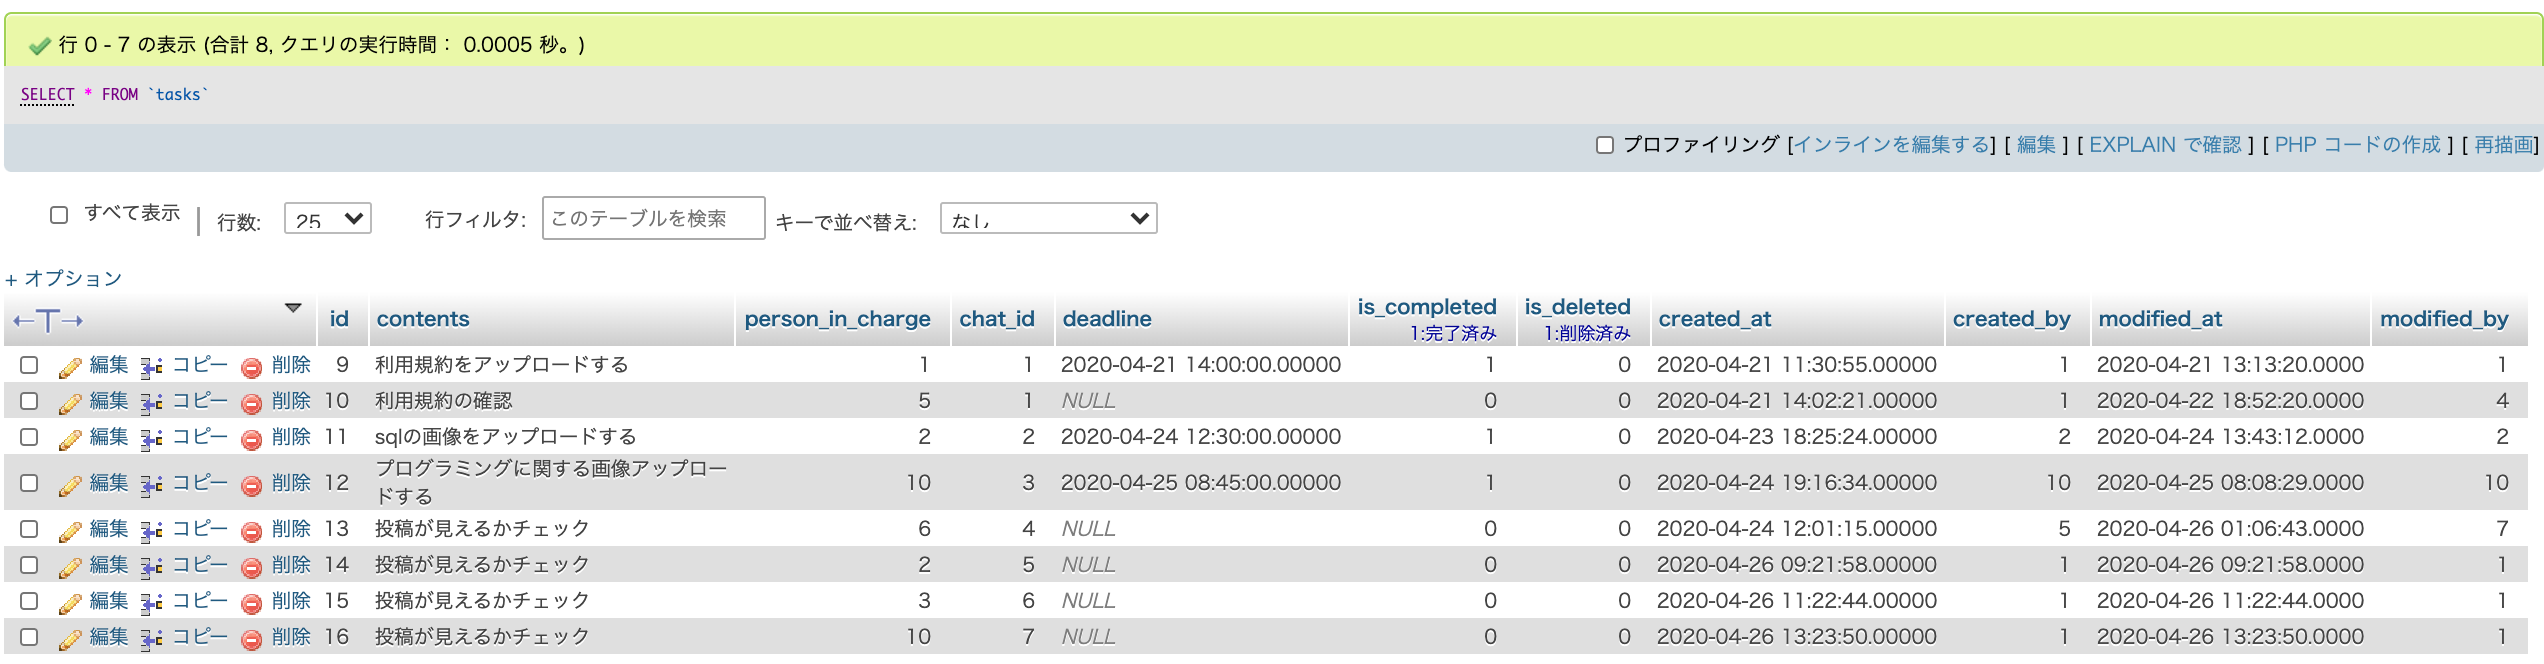 行 0 - 7 の表示 (合計 8, クエリの実行時間： 0.0005 秒。)
SELECT * FROM `tasks`
プロファイリング [インラインを編集する] [ 編集 ] [ EXPLAIN で確認 ] [ PHP コードの作成 ] [ 再描画]
すべて表示 | 行数: 25 行フィルタ: このテーブルを検索 キーで並べ替え: なし
+ オプション
←T→ id contents person_in_charge chat_id deadline is_completed 1:完了済み is_deleted 1:削除済み created_at created_by modified_at modified_by
編集 コピー 削除 9 利用規約をアップロードする 1 1 2020-04-21 14:00:00.00000 1 0 2020-04-21 11:30:55.00000 1 2020-04-21 13:13:20.0000 1
編集 コピー 削除 10 利用規約の確認 5 1 NULL 0 0 2020-04-21 14:02:21.00000 1 2020-04-22 18:52:20.0000 4
編集 コピー 削除 11 sqlの画像をアップロードする 2 2 2020-04-24 12:30:00.00000 1 0 2020-04-23 18:25:24.00000 2 2020-04-24 13:43:12.0000 2
編集 コピー 削除 12 プログラミングに関する画像アップロードする 10 3 2020-04-25 08:45:00.00000 1 0 2020-04-24 19:16:34.00000 10 2020-04-25 08:08:29.0000 10
編集 コピー 削除 13 投稿が見えるかチェック 6 4 NULL 0 0 2020-04-24 12:01:15.00000 5 2020-04-26 01:06:43.0000 7
編集 コピー 削除 14 投稿が見えるかチェック 2 5 NULL 0 0 2020-04-26 09:21:58.00000 1 2020-04-26 09:21:58.0000 1
編集 コピー 削除 15 投稿が見えるかチェック 3 6 NULL 0 0 2020-04-26 11:22:44.00000 1 2020-04-26 11:22:44.0000 1
編集 コピー 削除 16 投稿が見えるかチェック 10 7 NULL 0 0 2020-04-26 13:23:50.00000 1 2020-04-26 13:23:50.0000 1